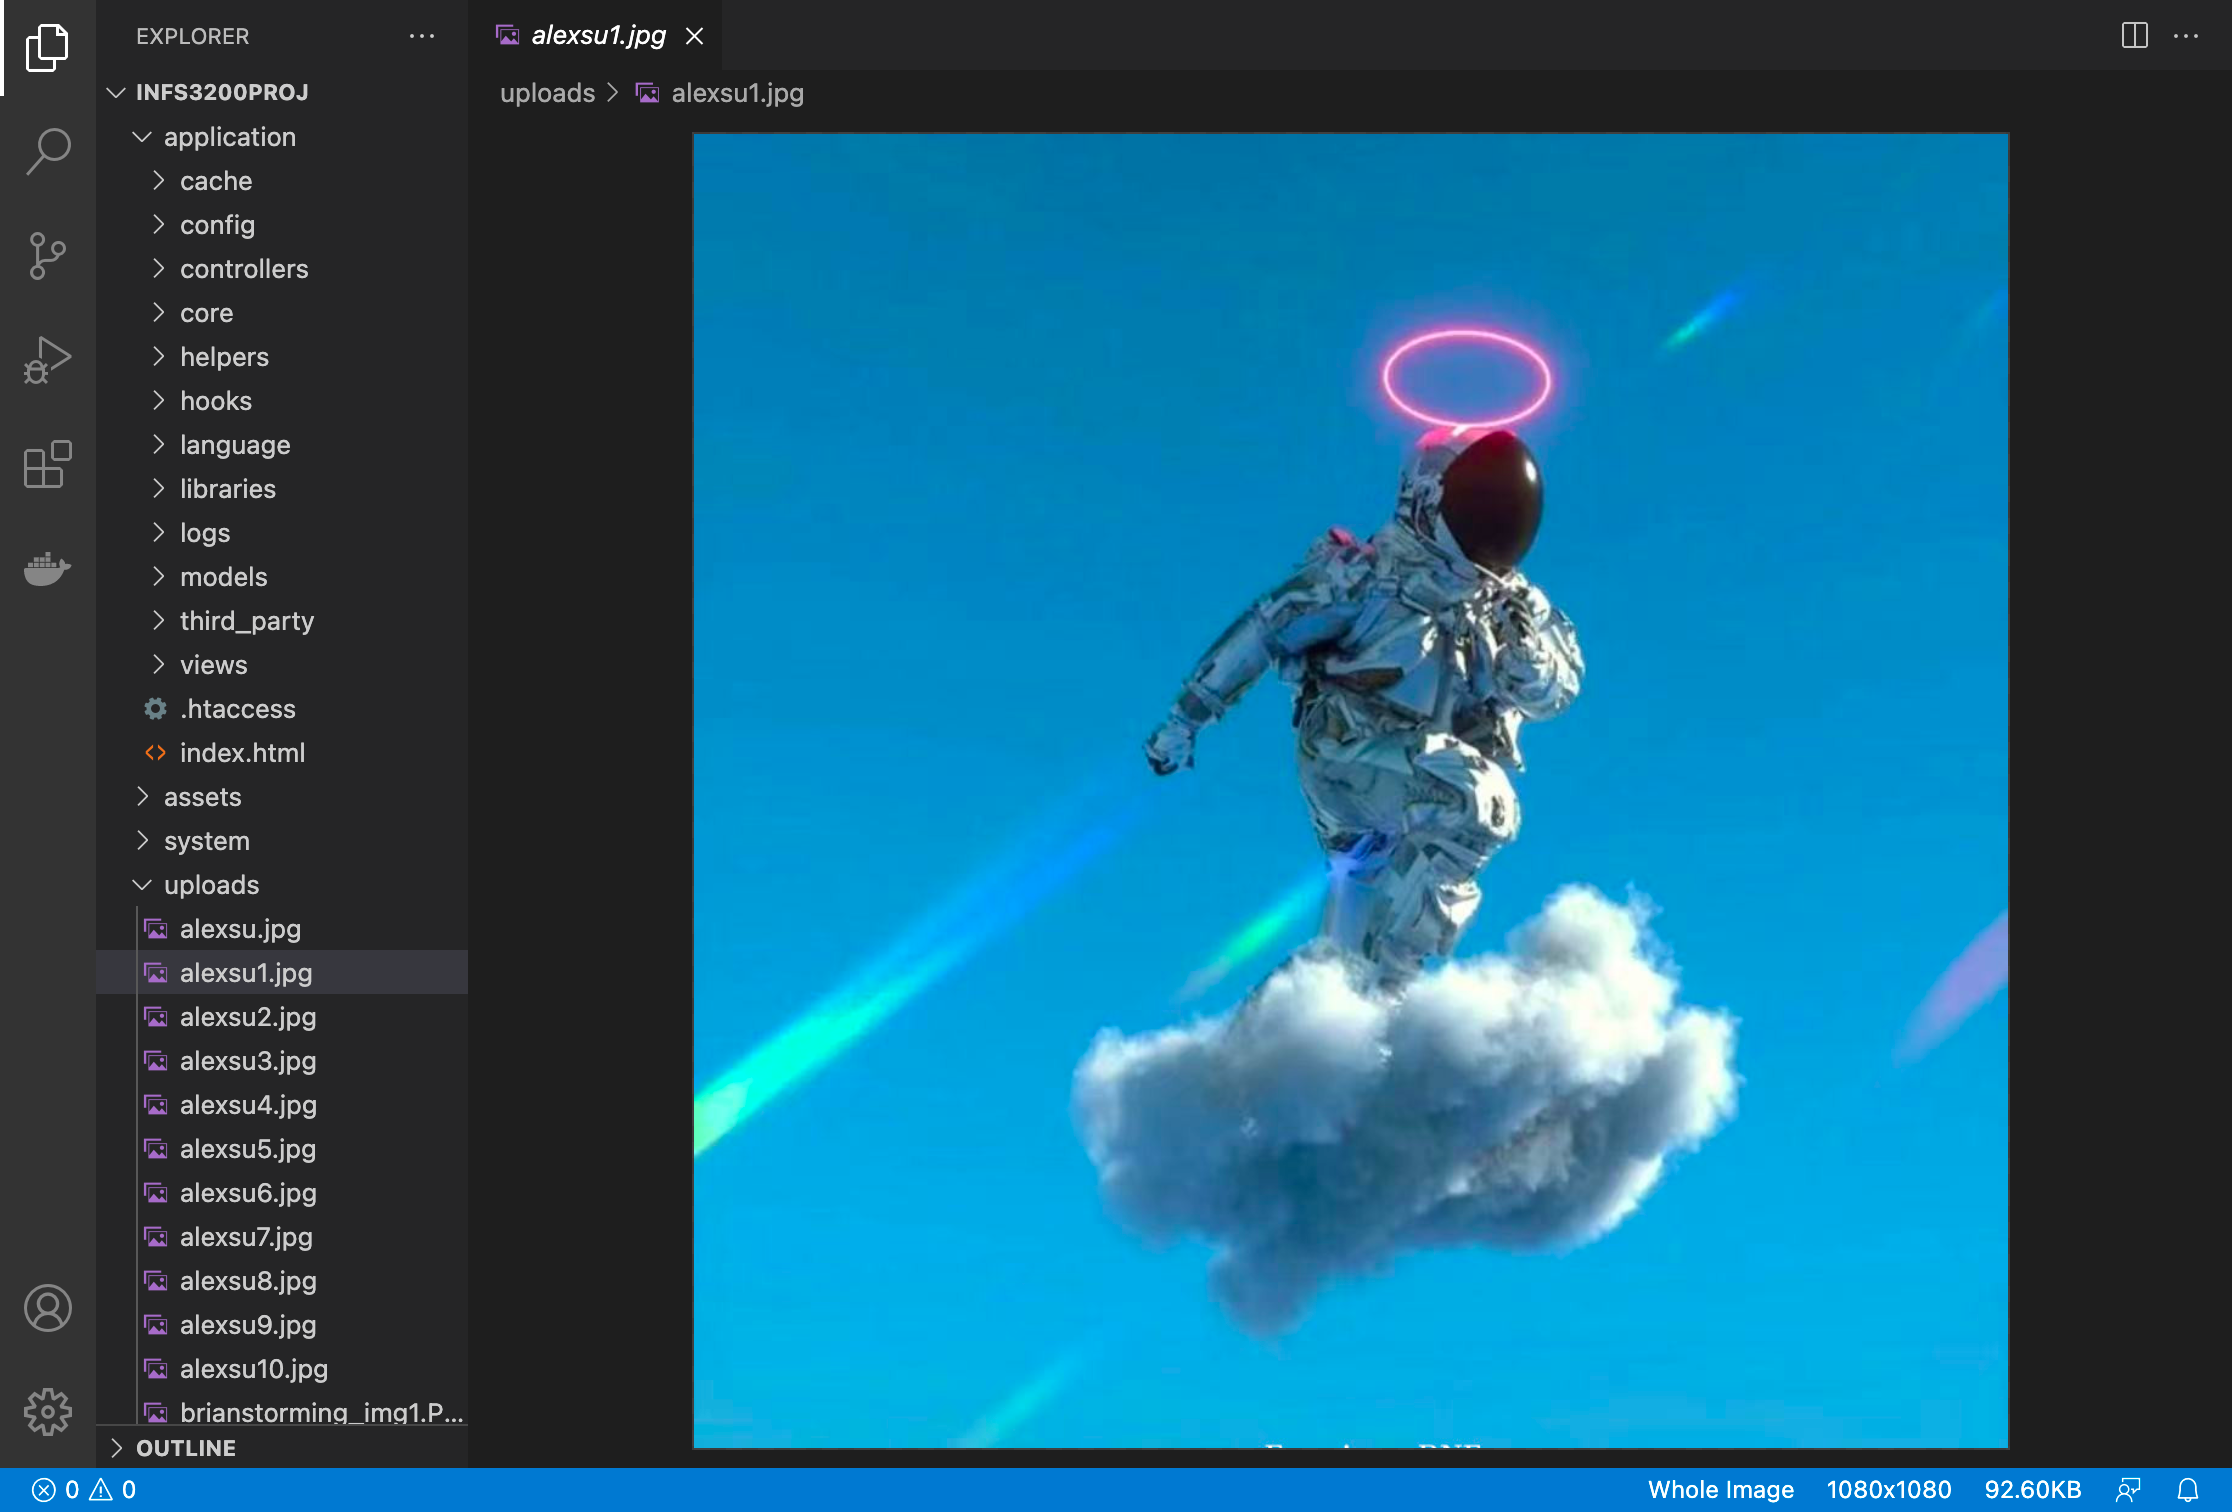 EXPLORER
alexsu1.jpg
INFS3200PROJ
uploads > alexsu1.jpg
application
cache
config
controllers
core
helpers
hooks
language
libraries
logs
models
third_party
views
.htaccess
index.html
assets
system
uploads
alexsu.jpg
alexsu1.jpg
alexsu2.jpg
alexsu3.jpg
alexsu4.jpg
alexsu5.jpg
alexsu6.jpg
alexsu7.jpg
alexsu8.jpg
alexsu9.jpg
alexsu10.jpg
brianstorming_img1.P...
OUTLINE
0 0
Whole Image 1080x1080 92.60KB